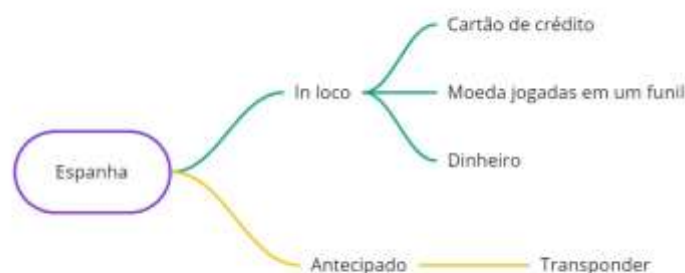 Cartão de crédito
In loco
Moeda jogadas em um funil
Espanha
Dinheiro
Antecipado
Transponder